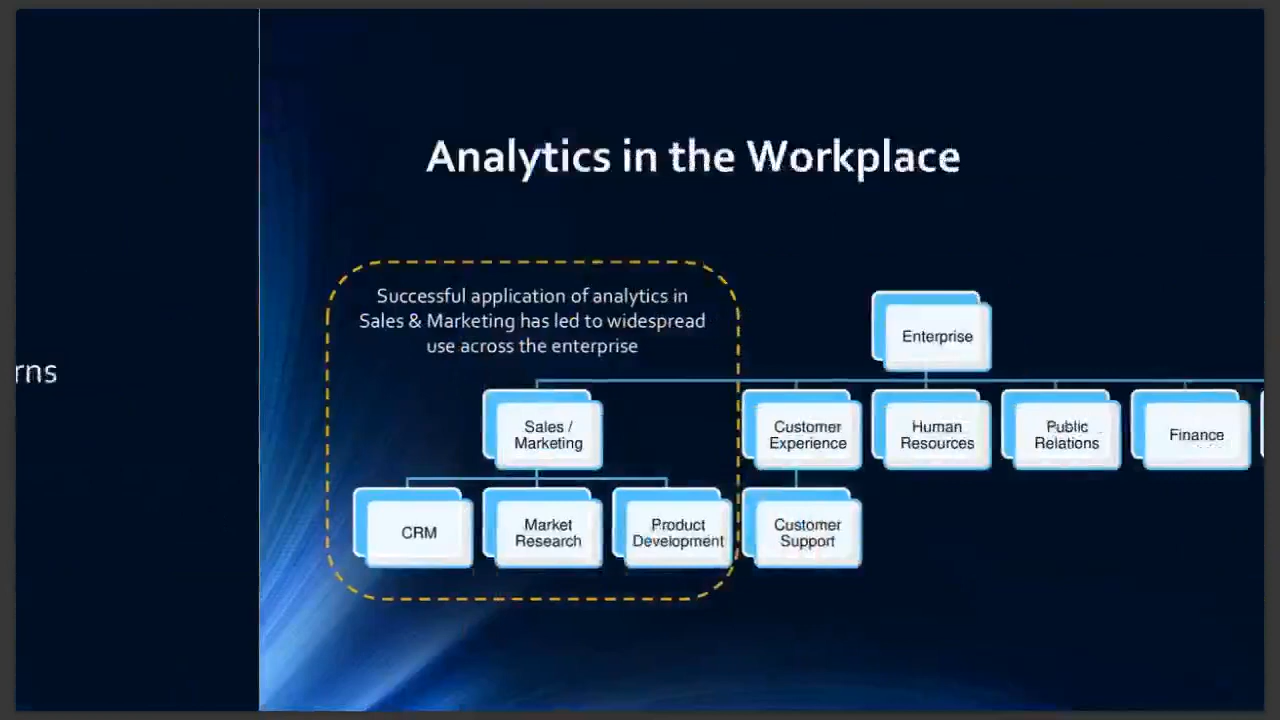 Analytics in the Workplace
Successful application of analytics in
Sales & Marketing has led to widespread
use across the enterprise
Enterprise
Sales /
Marketing
Customer
Experience
Human
Resources
Public
Relations
Finance
CRM
Market
Research
Product
Development
Customer
Support
rns